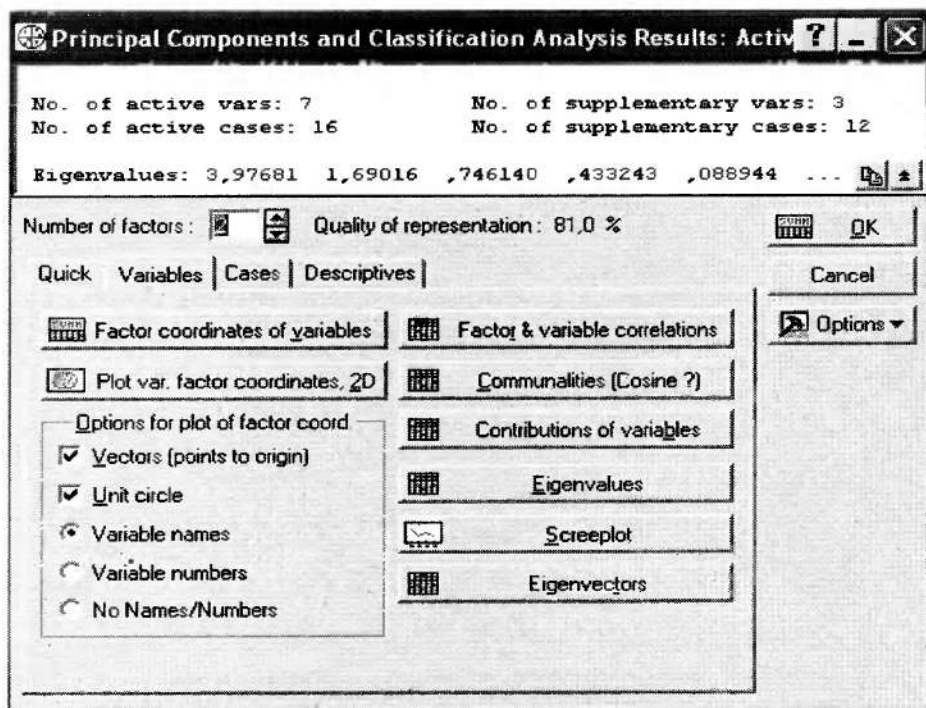 Principal Components and Classification Analysis Results: Activ ? _ X
No. of active vars: 7 No. of supplementary vars: 3
No. of active cases: 16 No. of supplementary cases: 12
Eigenvalues: 3,97681 1,69016 ,746140 ,433243 ,088944 ...
Number of factors : 2 Quality of representation : 81,0 %
OK
Quick Variables Cases Descriptives
Cancel
Factor coordinates of variables
Factor & variable correlations
Options
Plot var. factor coordinates, 2D
Communalities (Cosine ?)
Options for plot of factor coord.
Contributions of variables
Vectors (points to origin)
Unit circle
Eigenvalues
Variable names
Screeplot
Variable numbers
Eigenvectors
No Names/Numbers